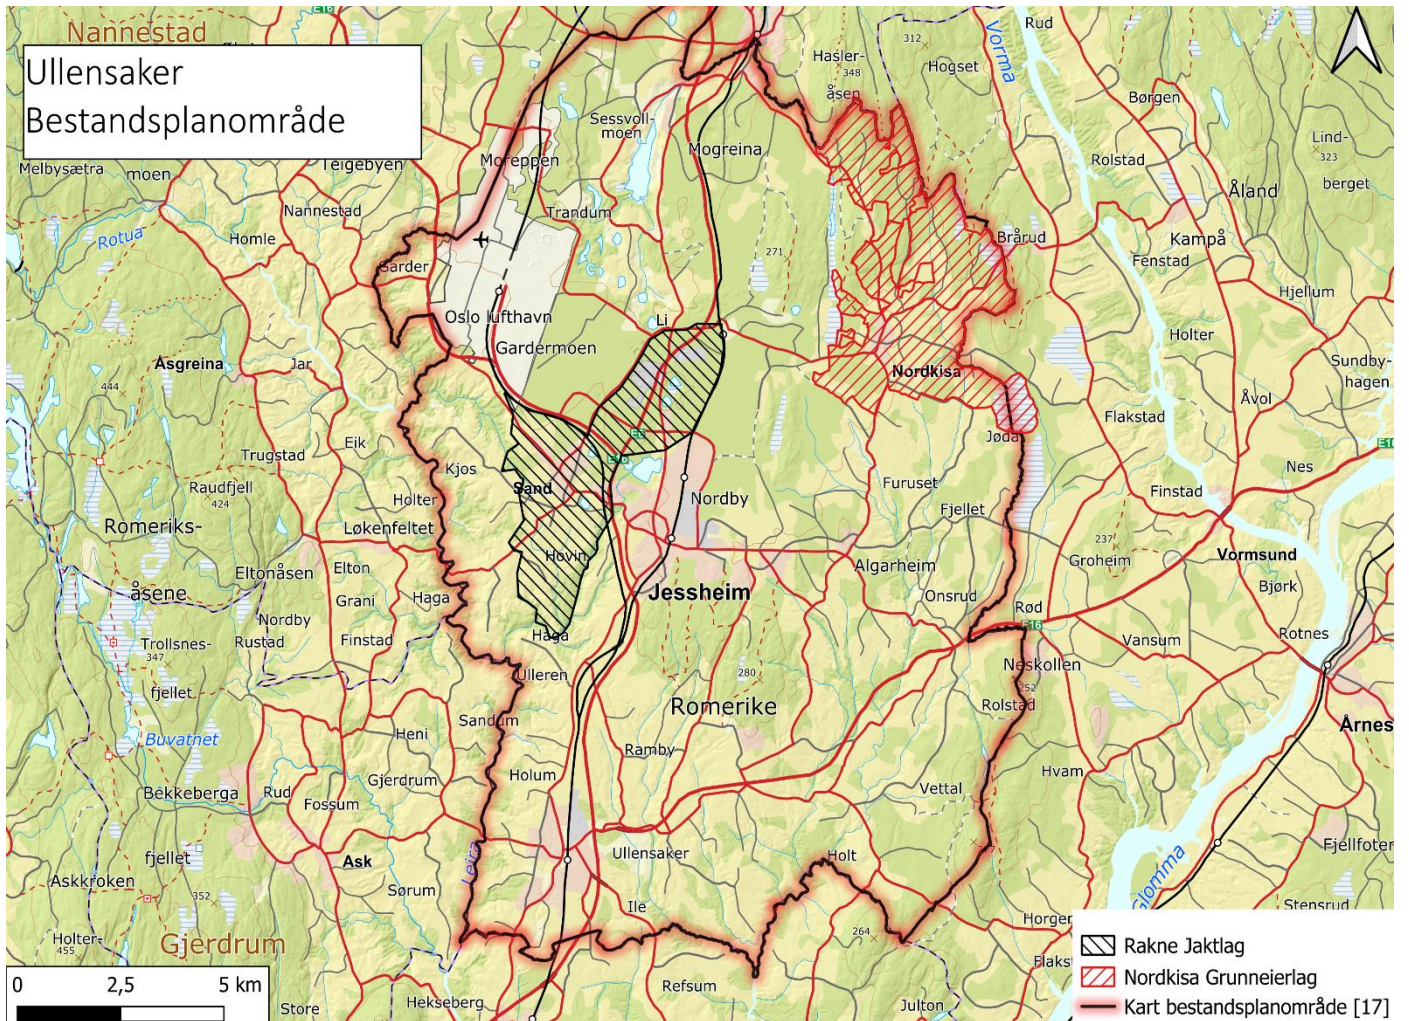 Ullensaker
Bestandsplanområde
Nannestad
E16
Vorma
Rud
312
Hasler-
348
åsen
Hogset
Børgen
Lind-
323
berget
Rolstad
Åland
Sessvoll-
moen
Mogreina
Moreppen
Teigebyen
Melbysætra
moen
Nannestad
Trandum
Rotua
Homle
Garder
271
Brårud
Kampå
Fenstad
Hjellum
Oslo lufthavn
Gardermoen
Li
Holter
Sundby-
hagen
Åsgreina
Jar
444
Nordkisa
Åvol
Flakstad
Jøda
E6
E16
E16
Eik
Trugstad
Kjos
Raudfjell
424
Holter
Sand
Nordby
Furuset
Fjellet
Finstad
Nes
Romeriks-
åsene
Løkenfeltet
Hovin
237
Groheim
Vormsund
Bjørk
Eltonåsen
Elton
Grani
Haga
Jessheim
Algarheim
Onsrud
Rød
E16
Nordby
Rustad
Finstad
Haga
Vansum
Rotnes
Trollsnes-
347
fjellet
Ulleren
280
Neskollen
252
Rolstad
Romerike
Sandum
Årnes
Buvatnet
Heni
Ramby
Holum
Gjerdrum
Hvam
Bekkeberga
Rud
Fossum
Vettal
fjellet
Ask
Leira
Ullensaker
Holt
Fjellfoter
Askkroken
352
Sørum
Glomma
Ile
264
Horgen
Stensrud
Holter-
455
Gjerdrum
Flakst
Refsum
Julton
Hekseberg
Store
0
2,5
5 km
Rakne Jaktlag
Nordkisa Grunneierlag
Kart bestandsplanområde [17]